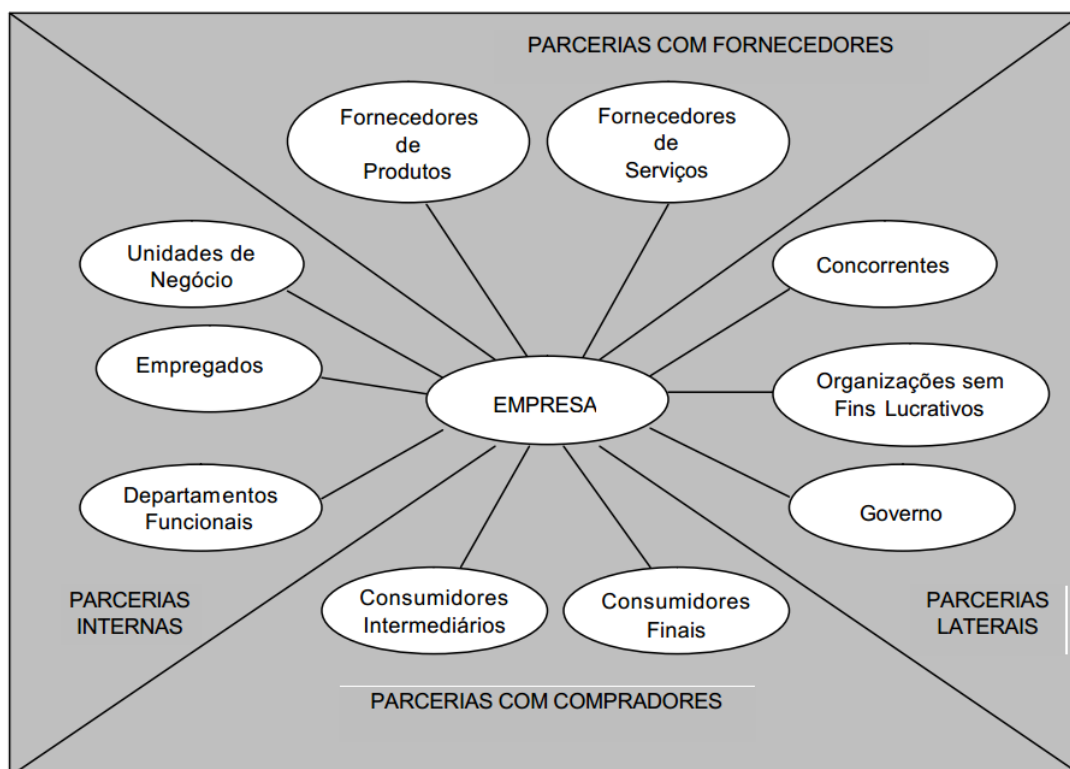 PARCERIAS COM FORNECEDORES
Fornecedores
de
Produtos
Fornecedores
de
Serviços
Unidades de
Negócio
Concorrentes
Empregados
EMPRESA
Organizações sem
Fins Lucrativos
Departamentos
Funcionais
Governo
PARCERIAS
INTERNAS
Consumidores
Intermediários
Consumidores
Finais
PARCERIAS
LATERAIS
PARCERIAS COM COMPRADORES